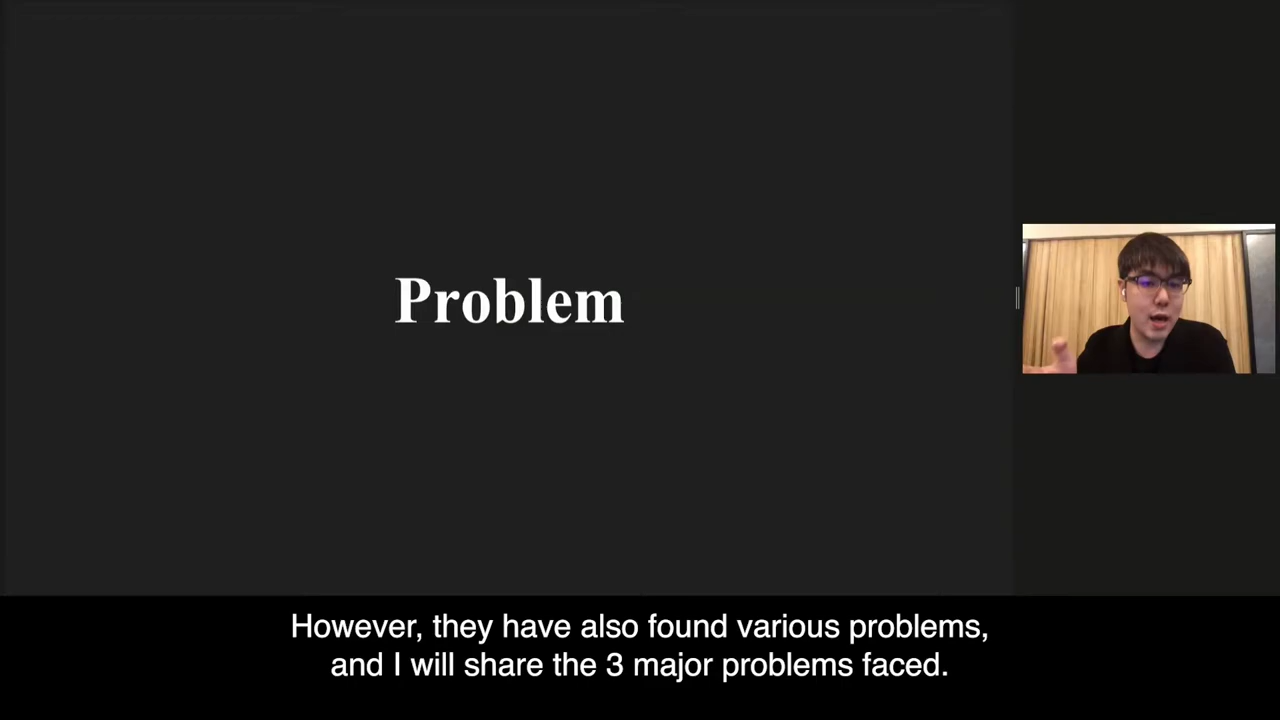 Problem
However, they have also found various problems,
and I will share the 3 major problems faced.